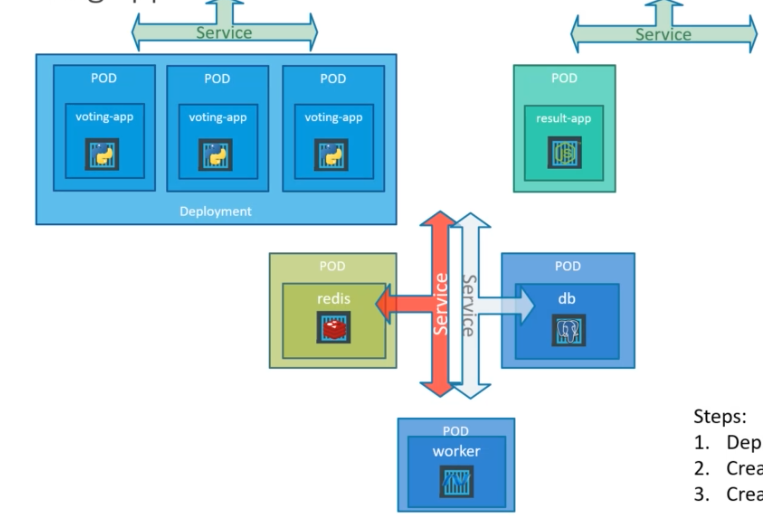 Service
Service
POD
POD
POD
POD
voting-app
voting-app
voting-app
result-app
Deployment
POD
POD
redis
Service
Service
db
POD
worker
Steps:
1. Dep
2. Crea
3. Crea